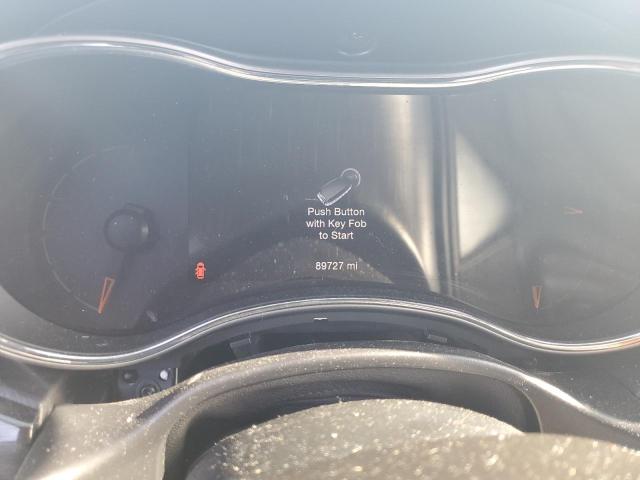 Push Button
with Key Fob
to Start
89727 mi